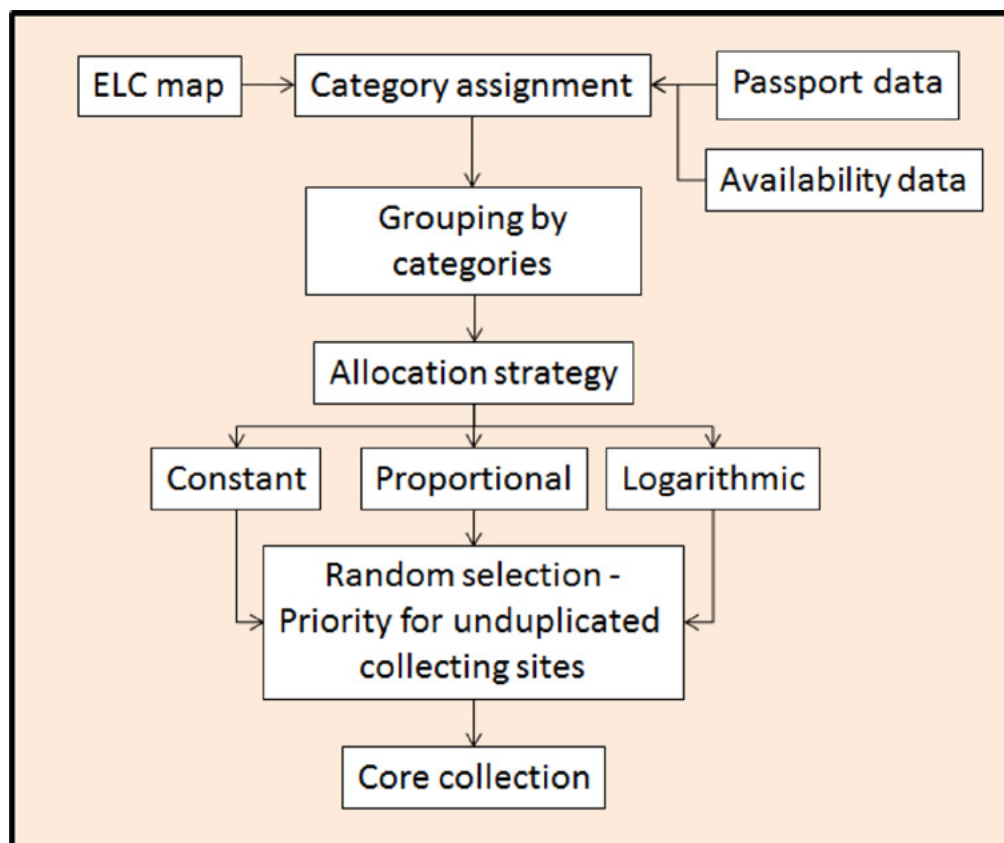 ELC map
Category assignment
Passport data
Availability data
Grouping by
categories
Allocation strategy
Constant
Proportional
Logarithmic
Random selection -
Priority for unduplicated
collecting sites
Core collection